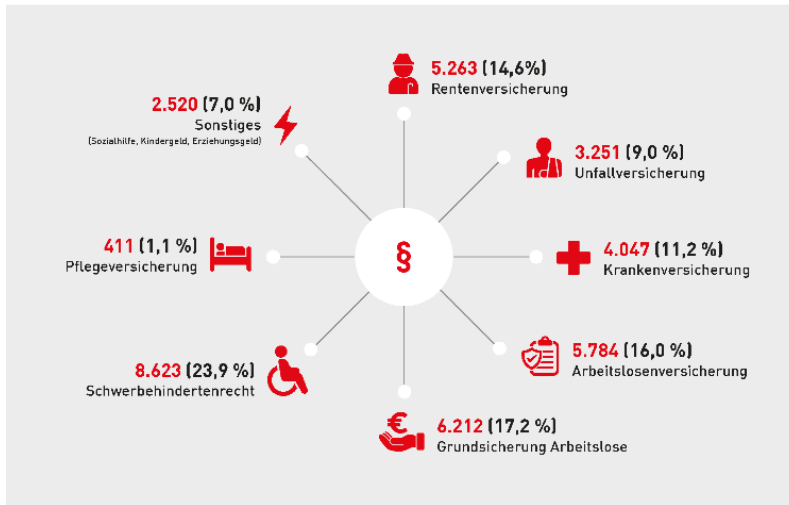 5.263 (14,6%)
Rentenversicherung
3.251 (9,0 %)
Unfallversicherung
4.047 (11,2 %)
Krankenversicherung
5.784 (16,0 %)
Arbeitslosenversicherung
6.212 (17,2 %)
Grundsicherung Arbeitslose
8.623 (23,9 %)
Schwerbehindertenrecht
411 (1,1 %)
Pflegeversicherung
2.520 (7,0 %)
Sonstiges
(Sozialhilfe, Kindergeld, Erziehungsgeld)
§
€